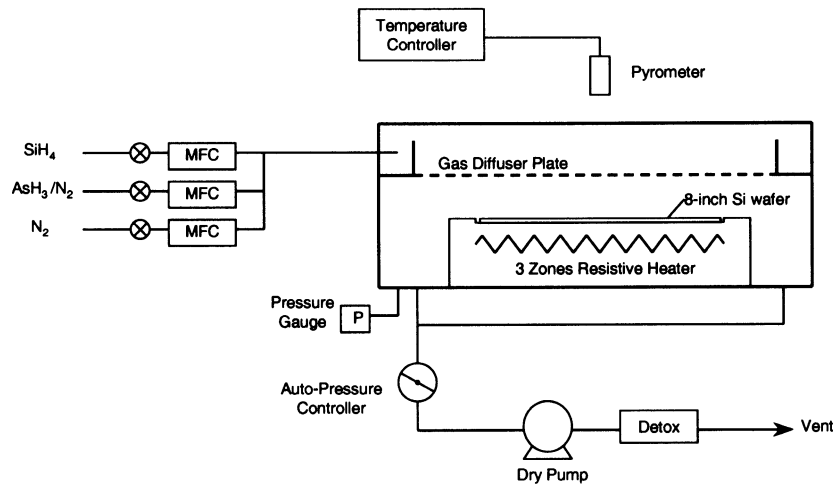 Temperature
Controller
Pyrometer
SiH₄
MFC
AsH₃/N₂
MFC
N₂
MFC
Gas Diffuser Plate
8-inch Si wafer
3 Zones Resistive Heater
Pressure
Gauge
P
Auto-Pressure
Controller
Dry Pump
Detox
Vent